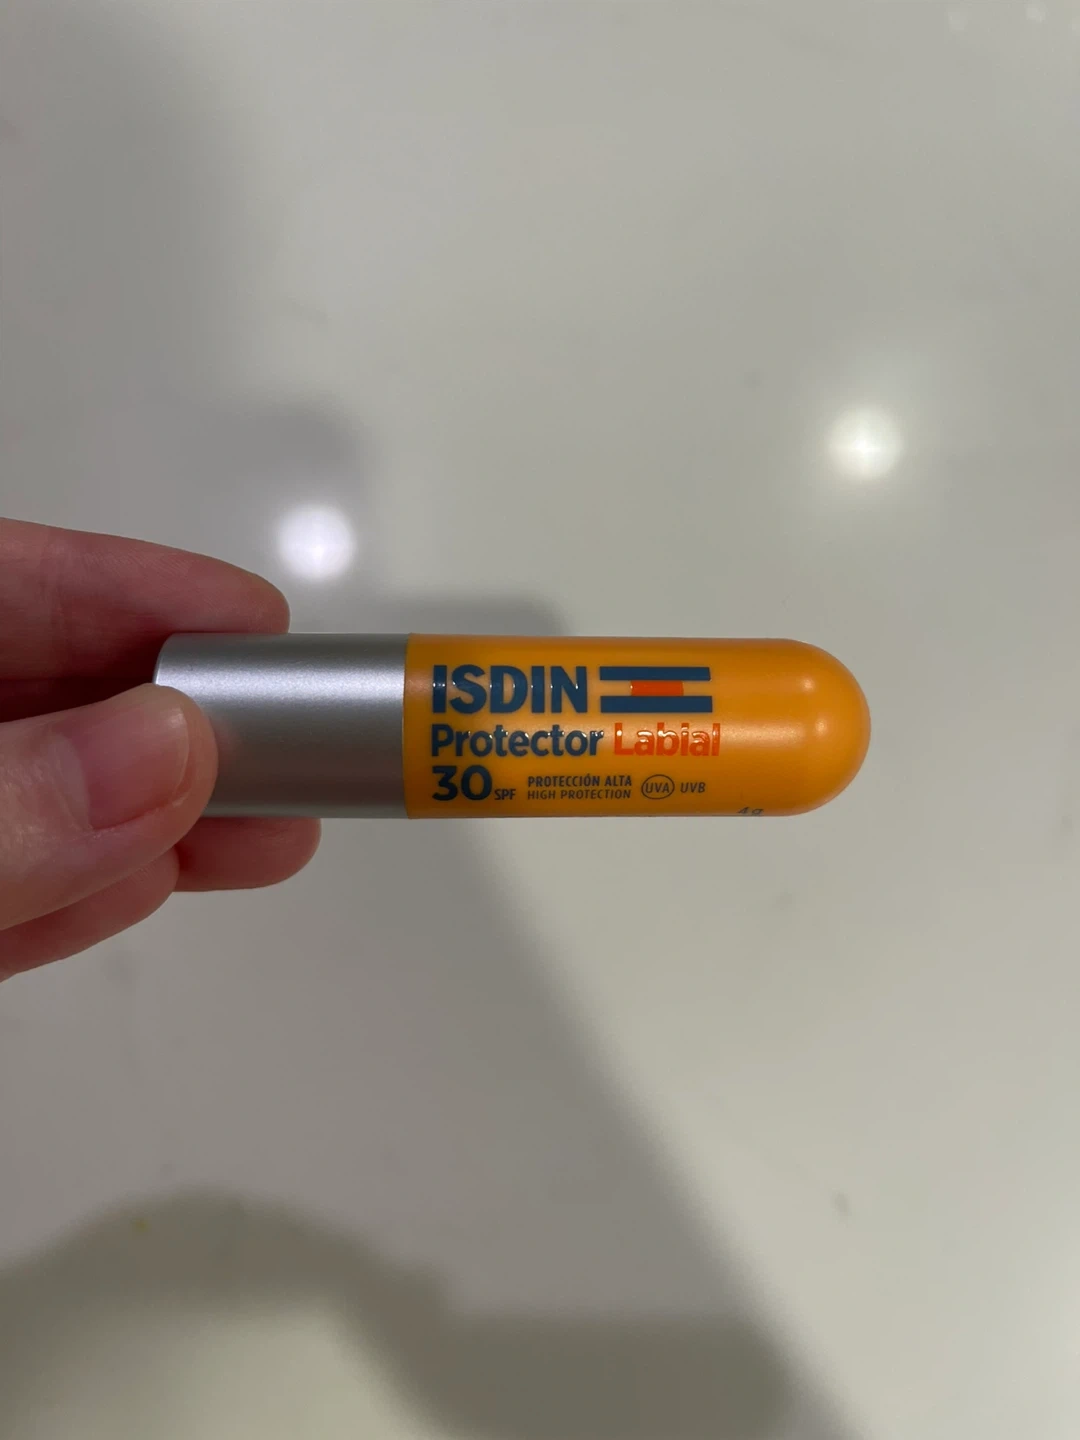 ISDIN
Protector Labial
30 SPF PROTECCIÓN ALTA
HIGH PROTECTION UVA UVB
4g